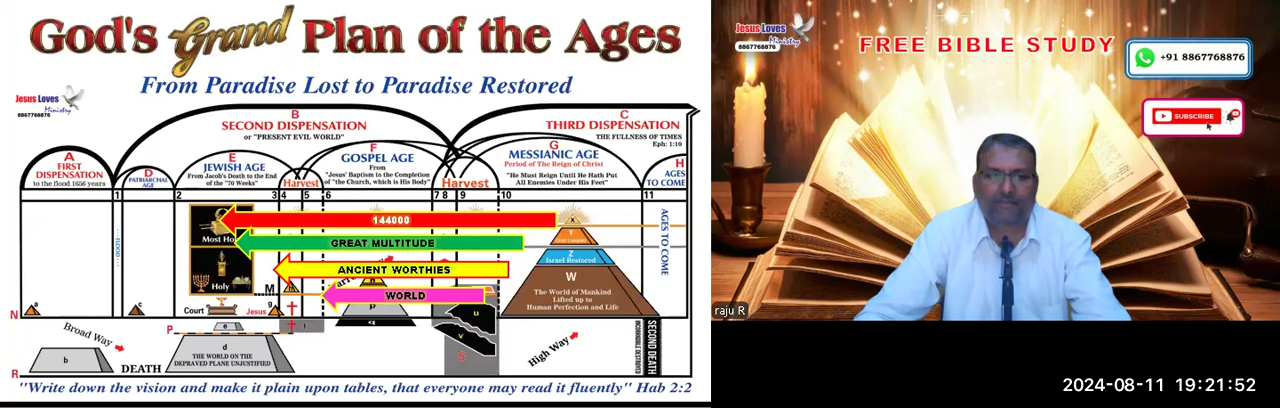 God's Grand Plan of the Ages
From Paradise Lost to Paradise Restored
Jesus Loves
Ministry
8867768876
A
FIRST
DISPENSATION
to the flood 1656 years
B
SECOND DISPENSATION
or "PRESENT EVIL WORLD"
C
THIRD DISPENSATION
THE FULLNESS OF TIMES
Eph: 1:10
D
PATRIARCHAL
AGE
E
JEWISH AGE
From Jacob's Death to the End
of the "70 Weeks"
Harvest
F
GOSPEL AGE
From
"Jesus' Baptism to the Completion
of "the Church, which is His Body"
Harvest
G
MESSIANIC AGE
Period of The Reign of Christ
"He Must Reign Until He Hath Put
All Enemies Under His Feet"
H
AGES
TO COME
1 2 3 4 5 6 7 8 9 10 11
144000
Most Ho
GREAT MULTITUDE
ANCIENT WORTHIES
WORLD
Holy
Court
M
g
Jesus
FLOOD
x
Y
Z
Israel Restored
W
The World of Mankind
Lifted up to
Human Perfection and Life
AGES TO COME
N
a
c
P
e
f
d
THE WORLD ON THE
DEPRAVED PLANE UNJUSTIFIED
p
q
u
v
S
Broad Way
b
DEATH
High Way
INCORRIGIBLE DESTROYED
SECOND DEATH
R
"Write down the vision and make it plain upon tables, that everyone may read it fluently" Hab 2:2
Jesus Loves
Ministry
8867768876
FREE BIBLE STUDY
+91 8867768876
SUBSCRIBE
raju R
2024-08-11 19:21:52